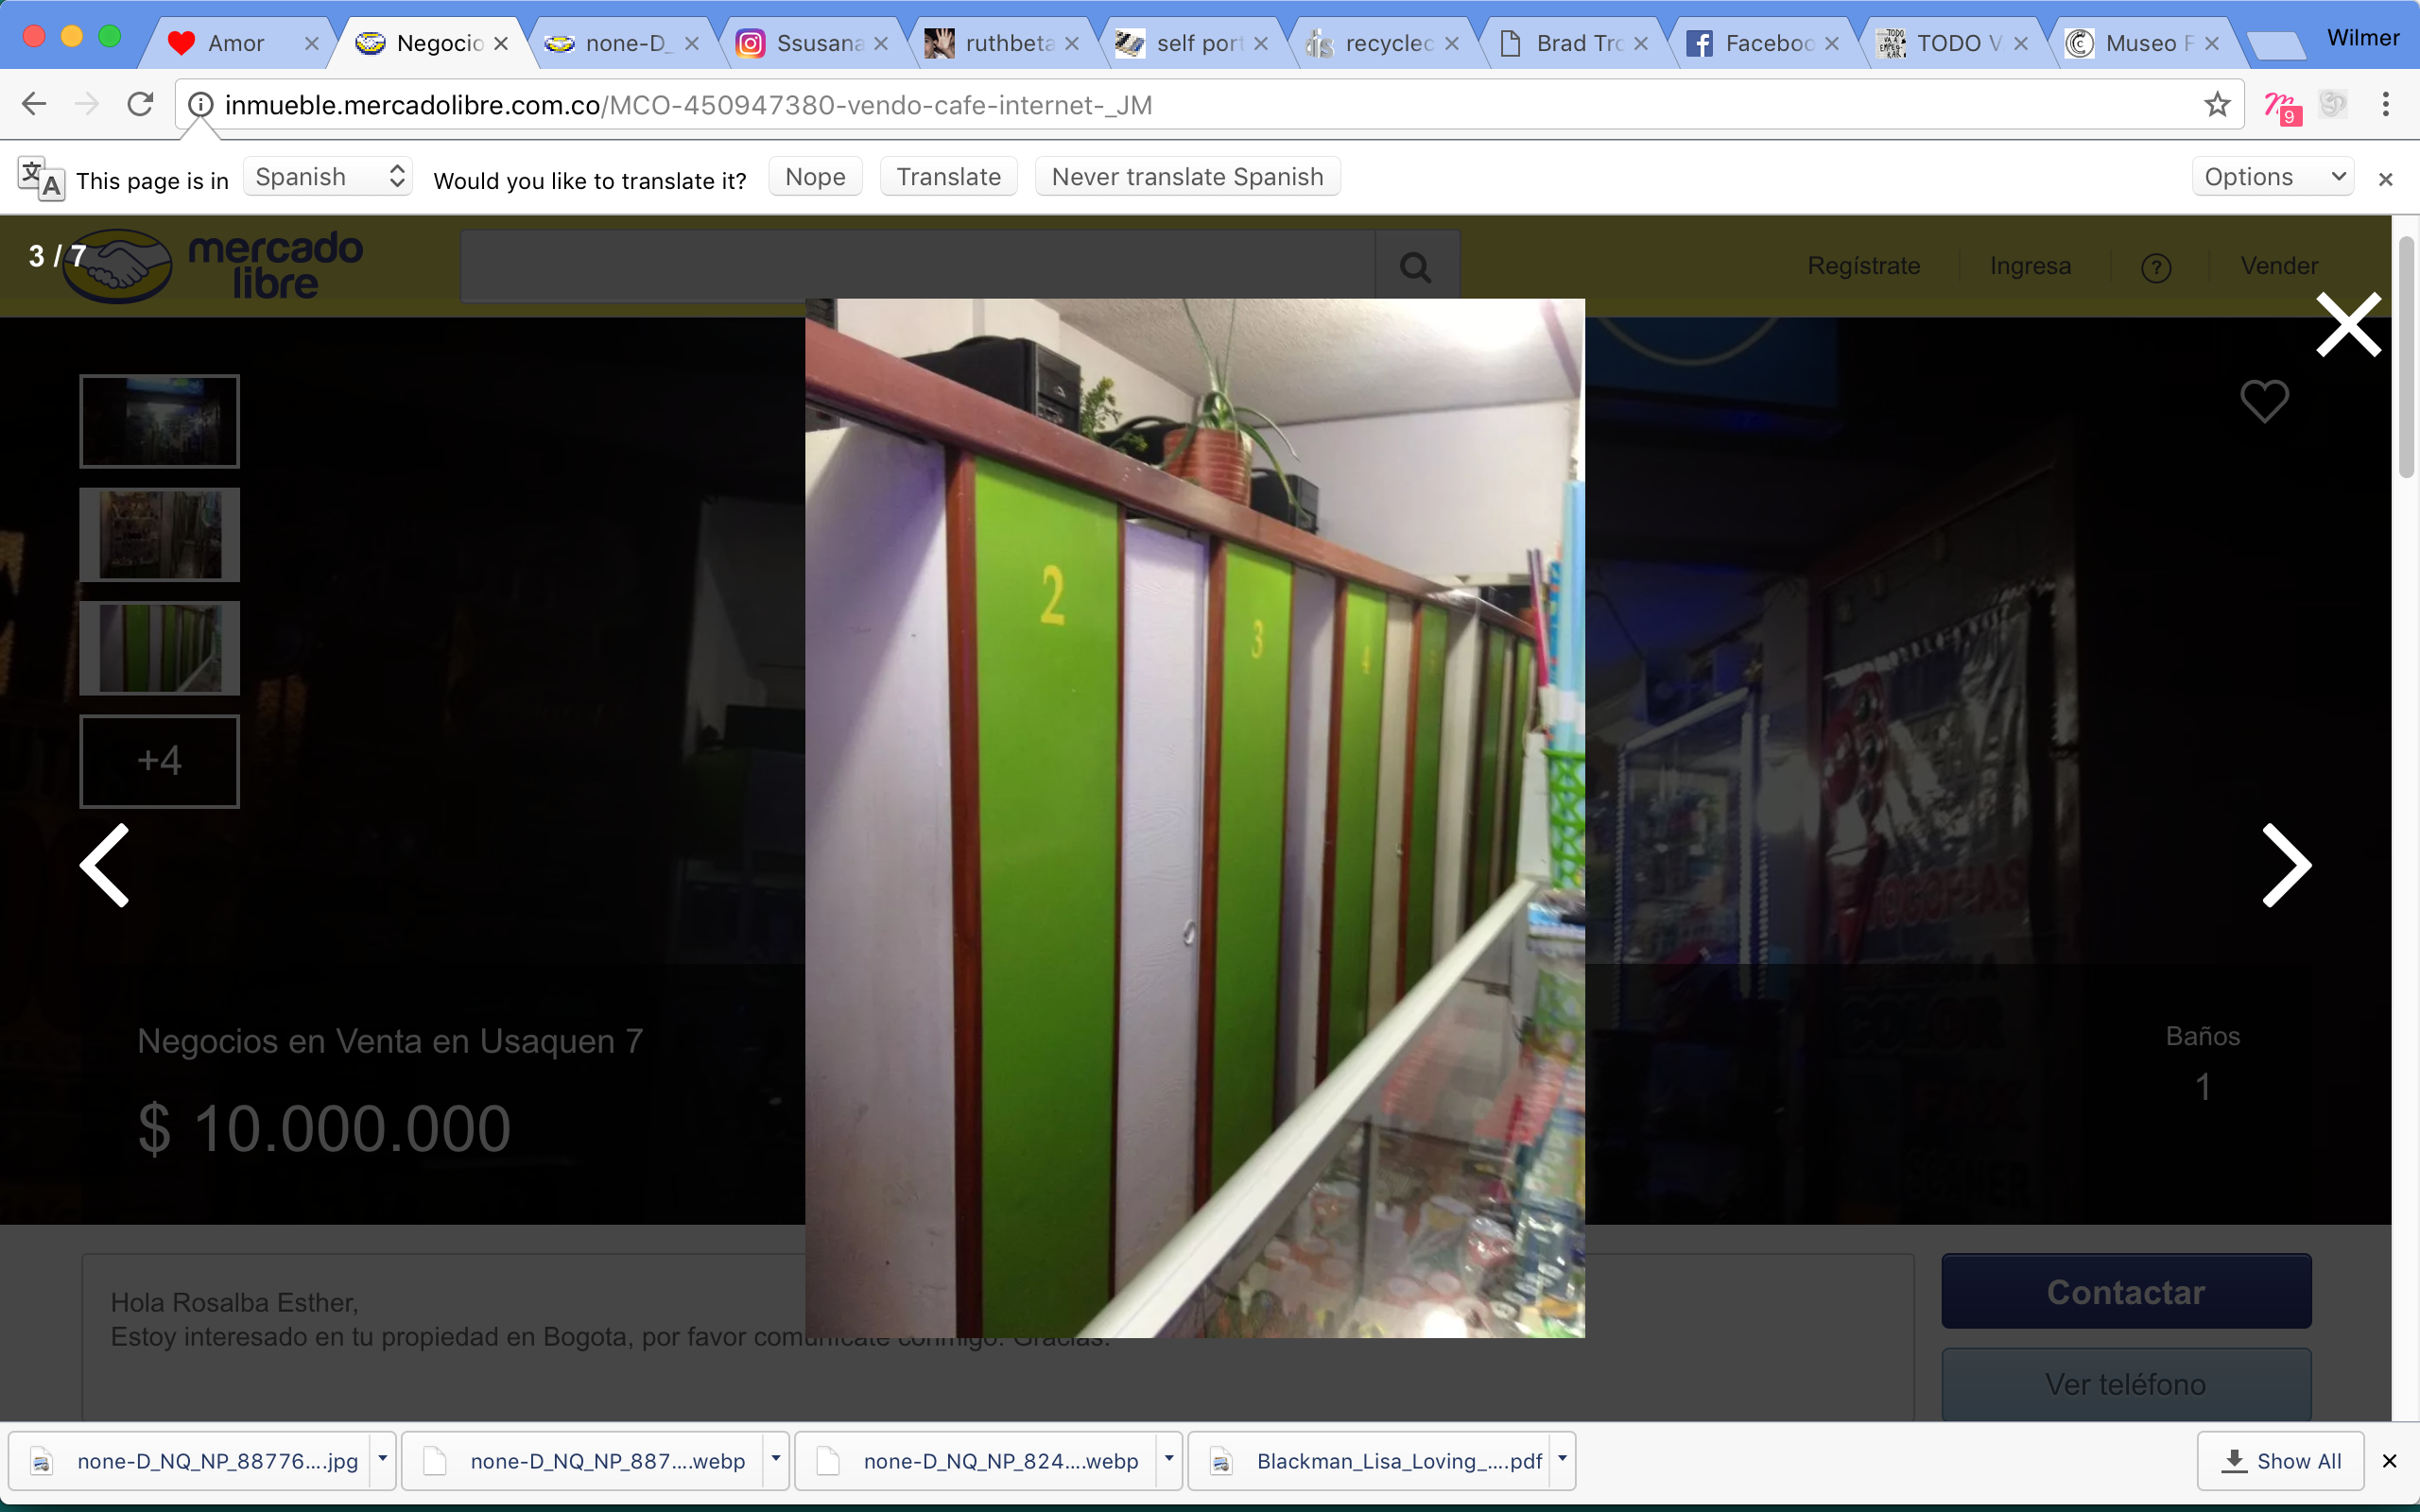 Amor
Negocio
none-D_
Ssusana
ruthbeta
self port
recycled
Brad Tro
Faceboo
TODO V
Museo F
Wilmer
inmueble.mercadolibre.com.co/MCO-450947380-vendo-cafe-internet-_JM
9
This page is in
Spanish
Would you like to translate it?
Nope
Translate
Never translate Spanish
Options
3 / 7
mercado
libre
Regístrate
Ingresa
?
Vender
2
3
4
+4
Negocios en Venta en Usaquen 7
$ 10.000.000
Baños
1
Hola Rosalba Esther,
Estoy interesado en tu propiedad en Bogota, por favor comunicate conmigo. Gracias.
Contactar
Ver teléfono
none-D_NQ_NP_88776....jpg
none-D_NQ_NP_887....webp
none-D_NQ_NP_824....webp
Blackman_Lisa_Loving_....pdf
Show All